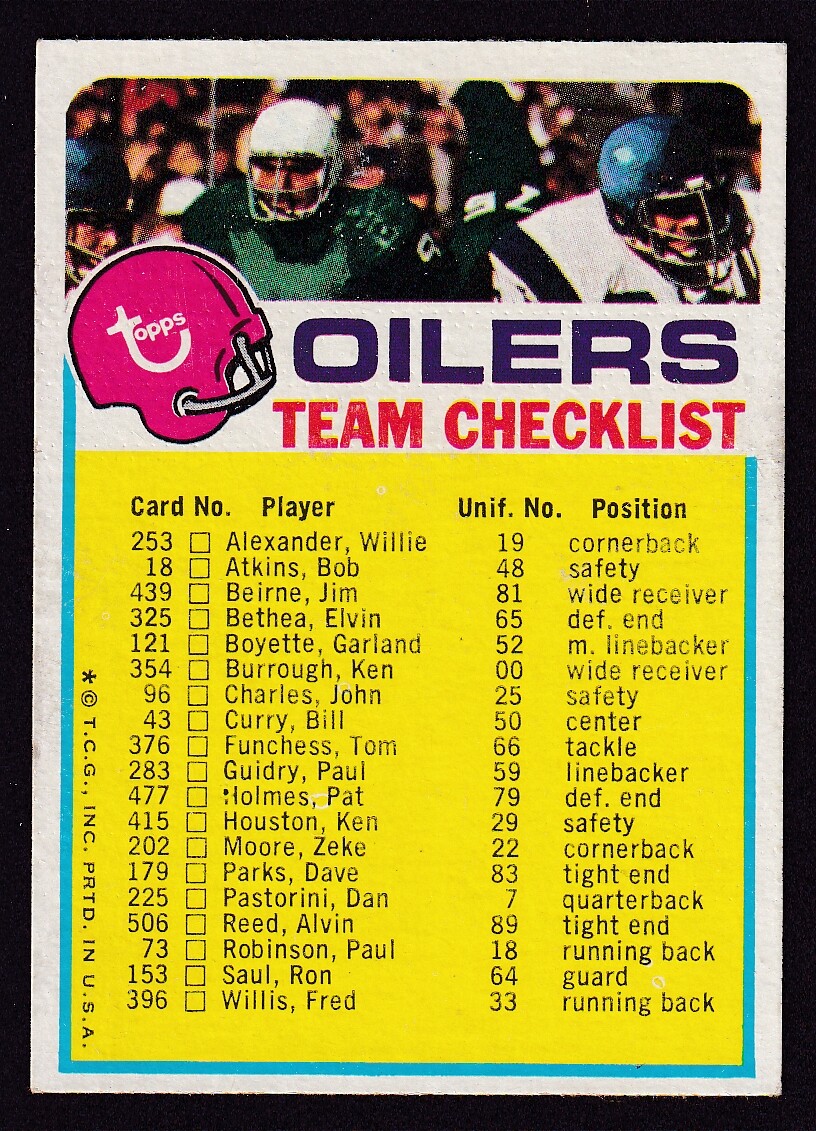 topps
OILERS
TEAM CHECKLIST
Card No. Player Unif. No. Position
253 Alexander, Willie 19 cornerback
18 Atkins, Bob 48 safety
439 Beirne, Jim 81 wide receiver
325 Bethea, Elvin 65 def. end
121 Boyette, Garland 52 m. linebacker
354 Burrough, Ken 00 wide receiver
96 Charles, John 25 safety
43 Curry, Bill 50 center
376 Funchess, Tom 66 tackle
283 Guidry, Paul 59 linebacker
477 Holmes, Pat 79 def. end
415 Houston, Ken 29 safety
202 Moore, Zeke 22 cornerback
179 Parks, Dave 83 tight end
225 Pastorini, Dan 7 quarterback
506 Reed, Alvin 89 tight end
73 Robinson, Paul 18 running back
153 Saul, Ron 64 guard
396 Willis, Fred 33 running back
*© T.C.G., INC. PRTD. IN U.S.A.